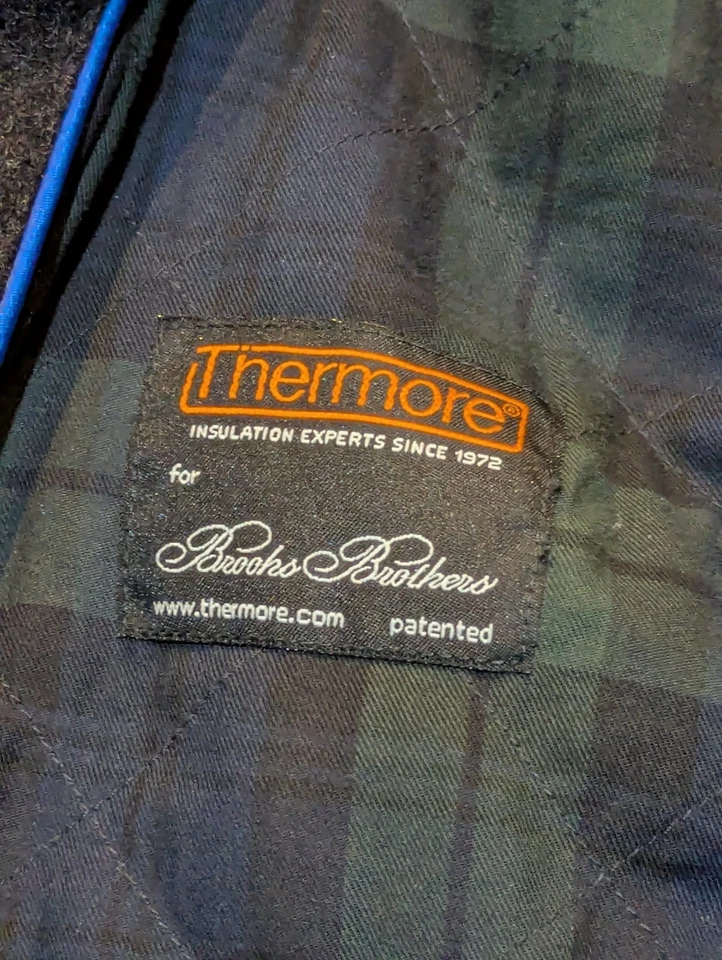 Thermore®
INSULATION EXPERTS SINCE 1972
for
Brooks Brothers
www.thermore.com patented